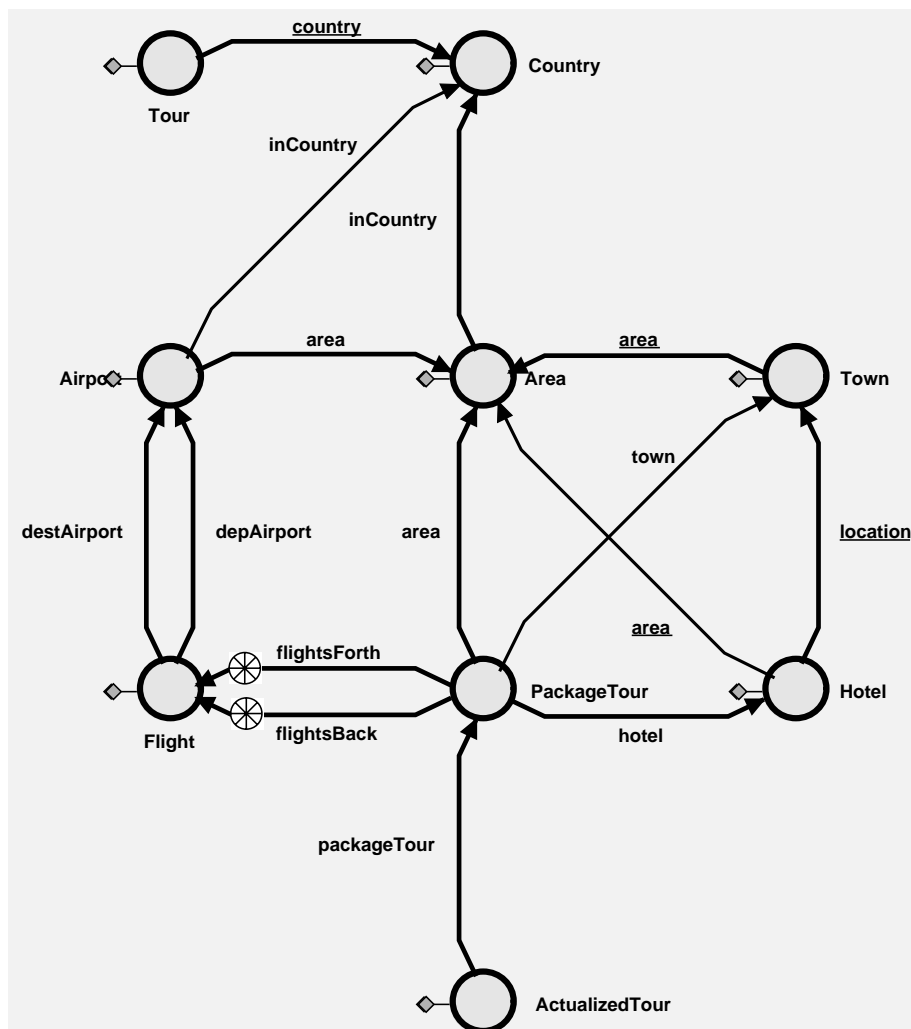 country
Country
Tour
inCountry
inCountry
area
area
Airport
Area
Town
town
destAirport
depAirport
area
location
area
flightsForth
PackageTour
Hotel
flightsBack
hotel
Flight
packageTour
ActualizedTour